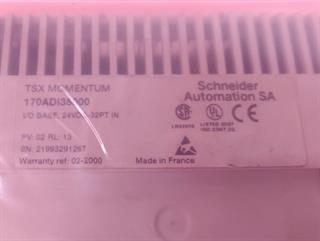 TSX MOMENTUM
170ADI35000
I/O BASE, 24VDC-32PT IN
PV: 02 RL: 13
SN: 21993291267
Warranty ref: 02-2000
Schneider
Automation SA
LISTED
Made in France